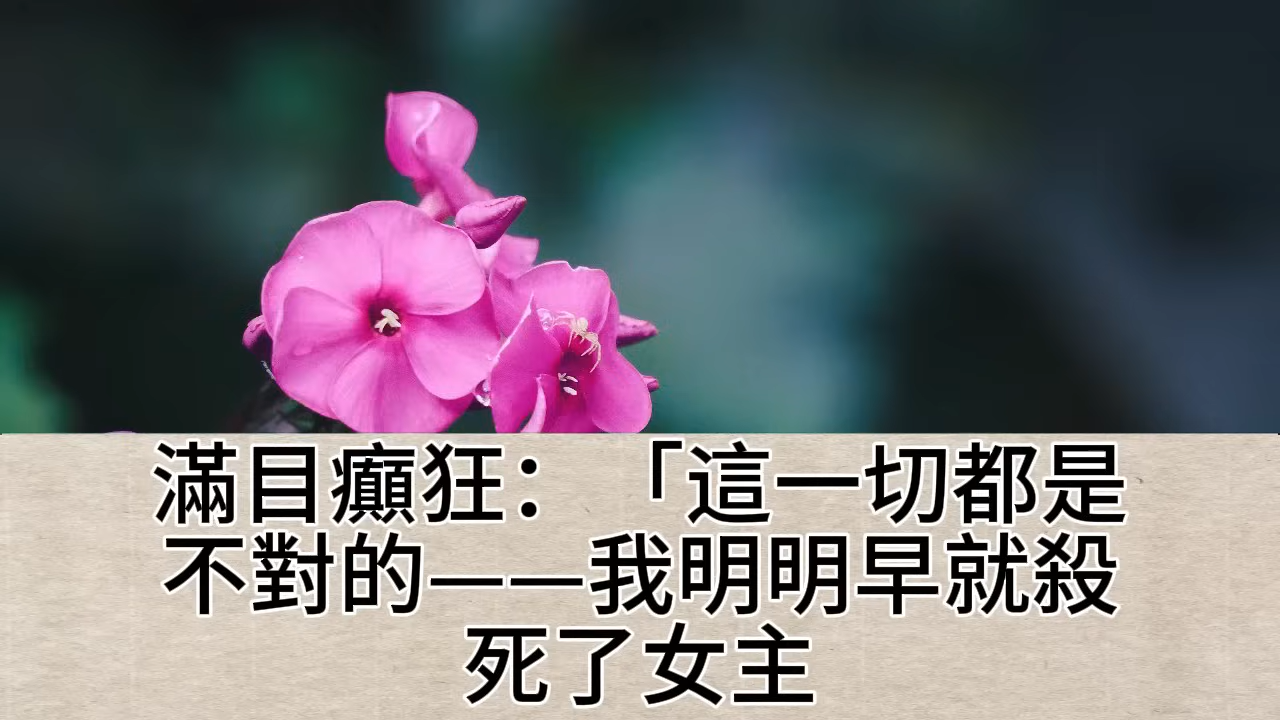 滿目癲狂：「這一切都是
不對的——我明明早就殺
死了女主